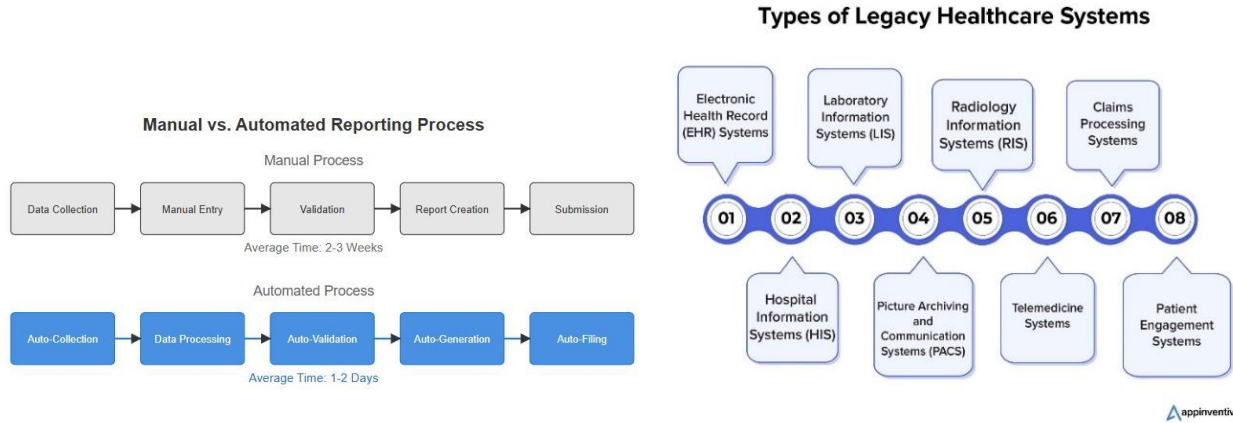 Manual vs. Automated Reporting Process
Manual Process
Data Collection
Manual Entry
Validation
Report Creation
Submission
Average Time: 2-3 Weeks
Automated Process
Auto-Collection
Data Processing
Auto-Validation
Auto-Generation
Auto-Filing
Average Time: 1-2 Days
Types of Legacy Healthcare Systems
Electronic
Health Record
(EHR) Systems
Laboratory
Information
Systems (LIS)
Radiology
Information
Systems (RIS)
Claims
Processing
Systems
01
02
03
04
05
06
07
08
Hospital
Information
Systems (HIS)
Picture Archiving
and
Communication
Systems (PACS)
Telemedicine
Systems
Patient
Engagement
Systems
appinventiv